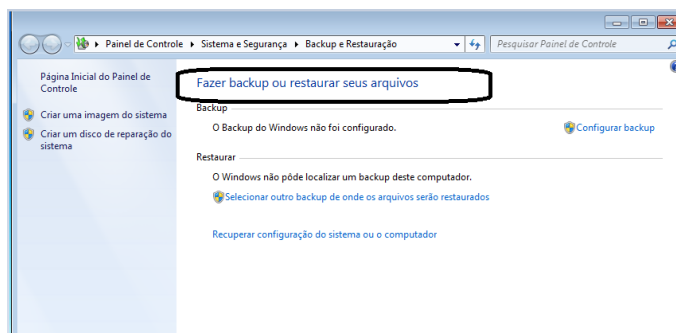 Painel de Controle ▸ Sistema e Segurança ▸ Backup e Restauração
Pesquisar Painel de Controle
Página Inicial do Painel de
Controle
Criar uma imagem do sistema
Criar um disco de reparação do
sistema
Fazer backup ou restaurar seus arquivos
Backup
O Backup do Windows não foi configurado.
Configurar backup
Restaurar
O Windows não pôde localizar um backup deste computador.
Selecionar outro backup de onde os arquivos serão restaurados
Recuperar configuração do sistema ou o computador